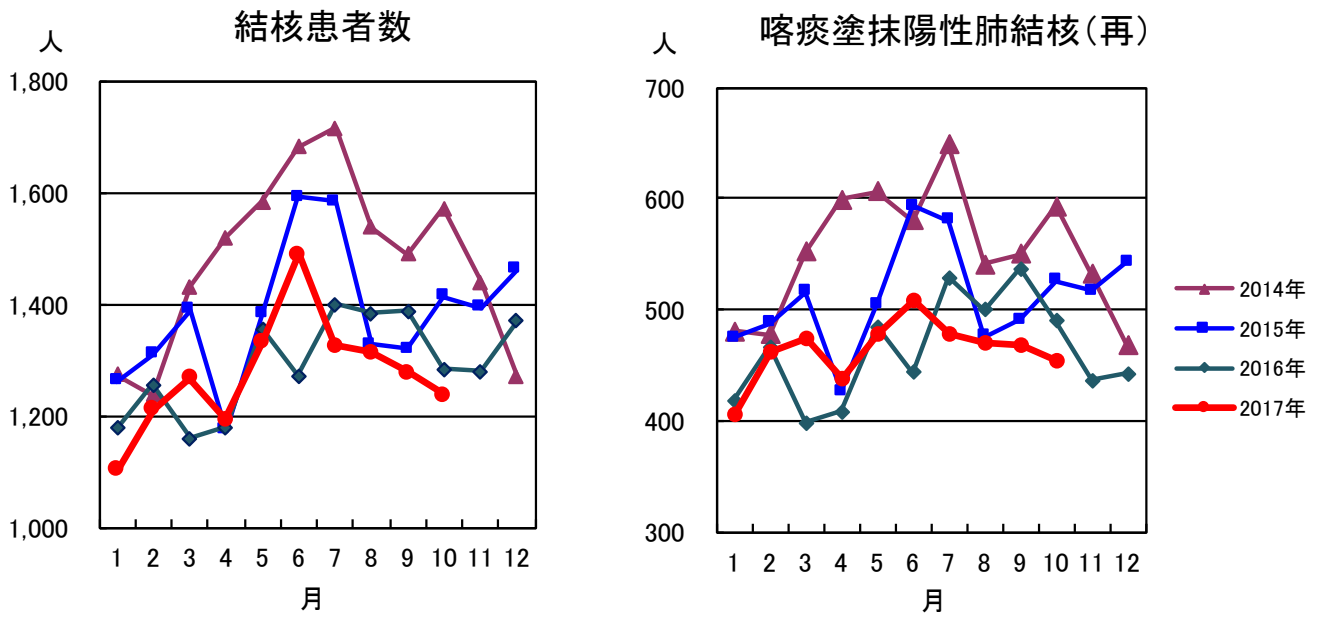 結核患者数
人
1,800
1,600
1,400
1,200
1,000
1 2 3 4 5 6 7 8 9 10 11 12
月
喀痰塗抹陽性肺結核(再)
人
700
600
500
400
300
1 2 3 4 5 6 7 8 9 10 11 12
月
2014年
2015年
2016年
2017年